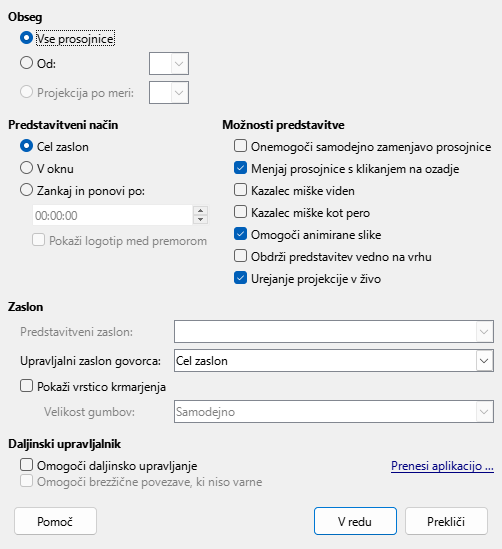 Obseg
Vse prosojnice
Od:
Projekcija po meri:
Predstavitveni način
Cel zaslon
V oknu
Zankaj in ponovi po:
00:00:00
Pokaži logotip med premorom
Možnosti predstavitve
Onemogoči samodejno zamenjavo prosojnice
Menjaj prosojnice s klikanjem na ozadje
Kazalec miške viden
Kazalec miške kot pero
Omogoči animirane slike
Obdrži predstavitev vedno na vrhu
Urejanje projekcije v živo
Zaslon
Predstavitveni zaslon:
Upravljalni zaslon govorca: Cel zaslon
Pokaži vrstico krmarjenja
Velikost gumbov: Samodejno
Daljinski upravljalnik
Omogoči daljinsko upravljanje Prenesi aplikacijo ...
Omogoči brezžične povezave, ki niso varne
Pomoč V redu Prekliči